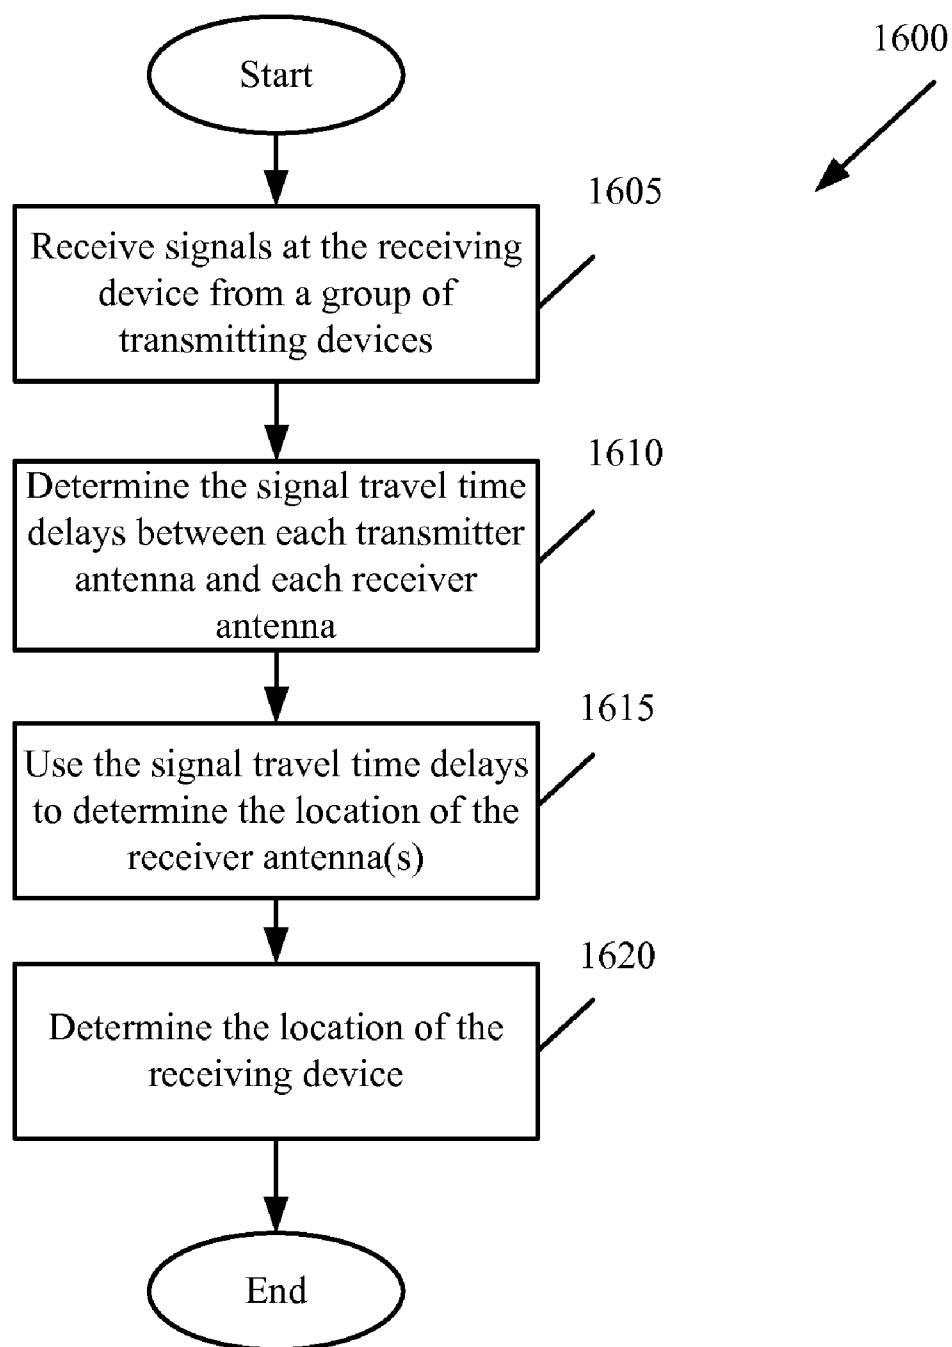 Start
1600
1605
Receive signals at the receiving
device from a group of
transmitting devices
1610
Determine the signal travel time
delays between each transmitter
antenna and each receiver
antenna
1615
Use the signal travel time delays
to determine the location of the
receiver antenna(s)
1620
Determine the location of the
receiving device
End